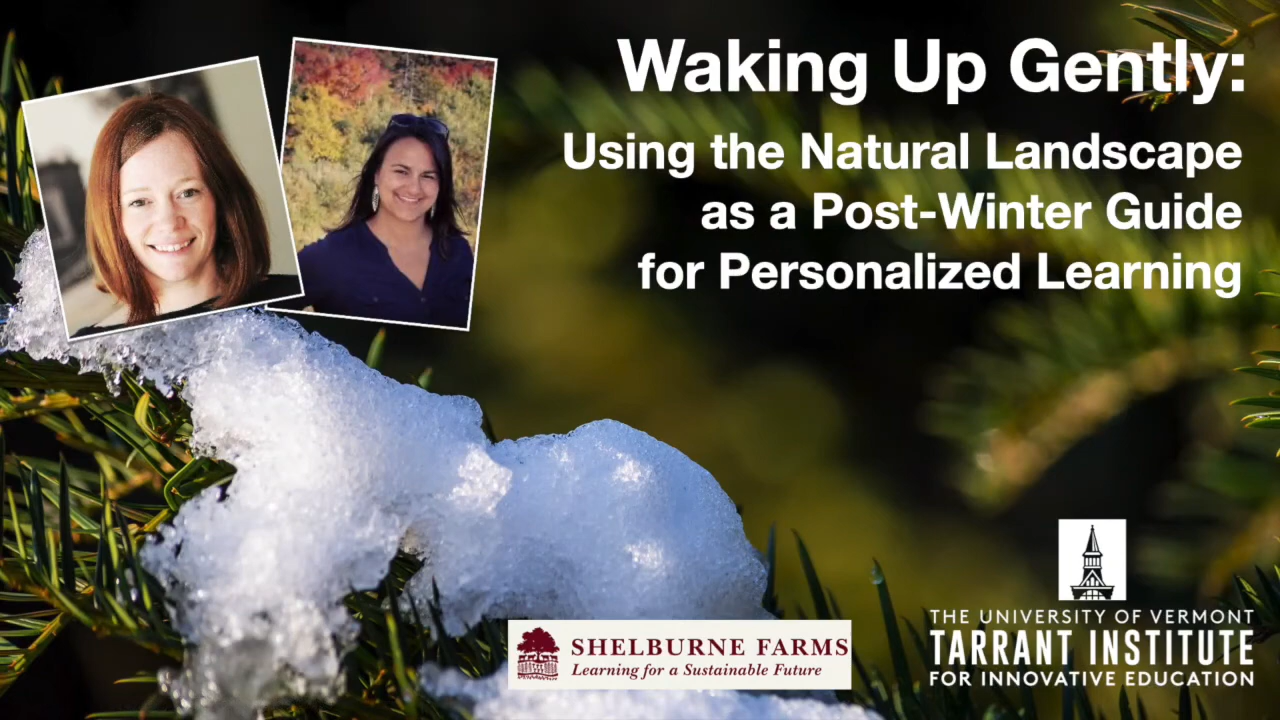 Waking Up Gently:
Using the Natural Landscape
as a Post-Winter Guide
for Personalized Learning
SHELBURNE FARMS
Learning for a Sustainable Future
THE UNIVERSITY OF VERMONT
TARRANT INSTITUTE
FOR INNOVATIVE EDUCATION